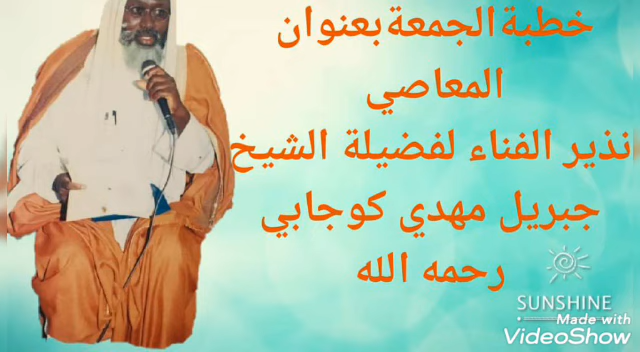 خطبة الجمعة بعنوان
المعاصي
نذير الفناء لفضيلة الشيخ
جبريل مهدي كوجابي
رحمه الله
SUNSHINE
Made with
VideoShow